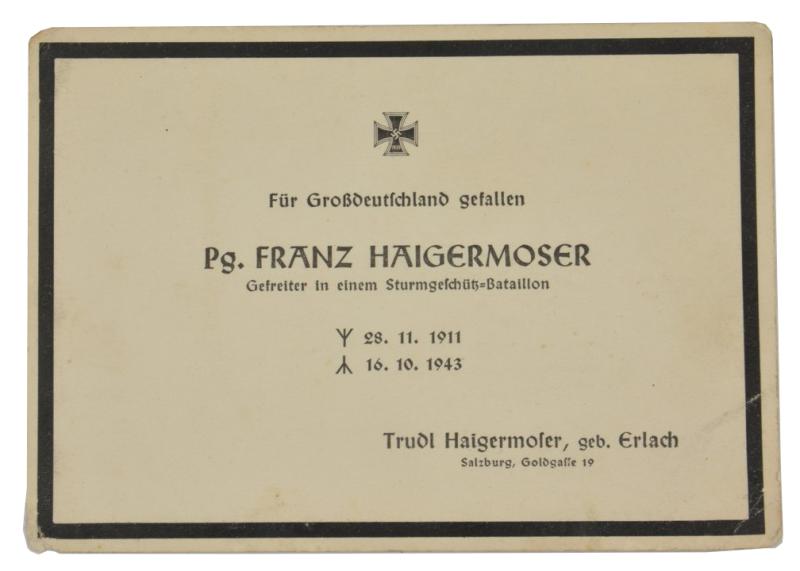 Für Großdeutſchland gefallen
Pg. FRANZ HAIGERMOSER
Gefreiter in einem Sturmgeſchütz=Bataillon
ᛉ 28. 11. 1911
ᛦ 16. 10. 1943
Trudl Haigermoſer, geb. Erlach
Salzburg, Goldgaſſe 19